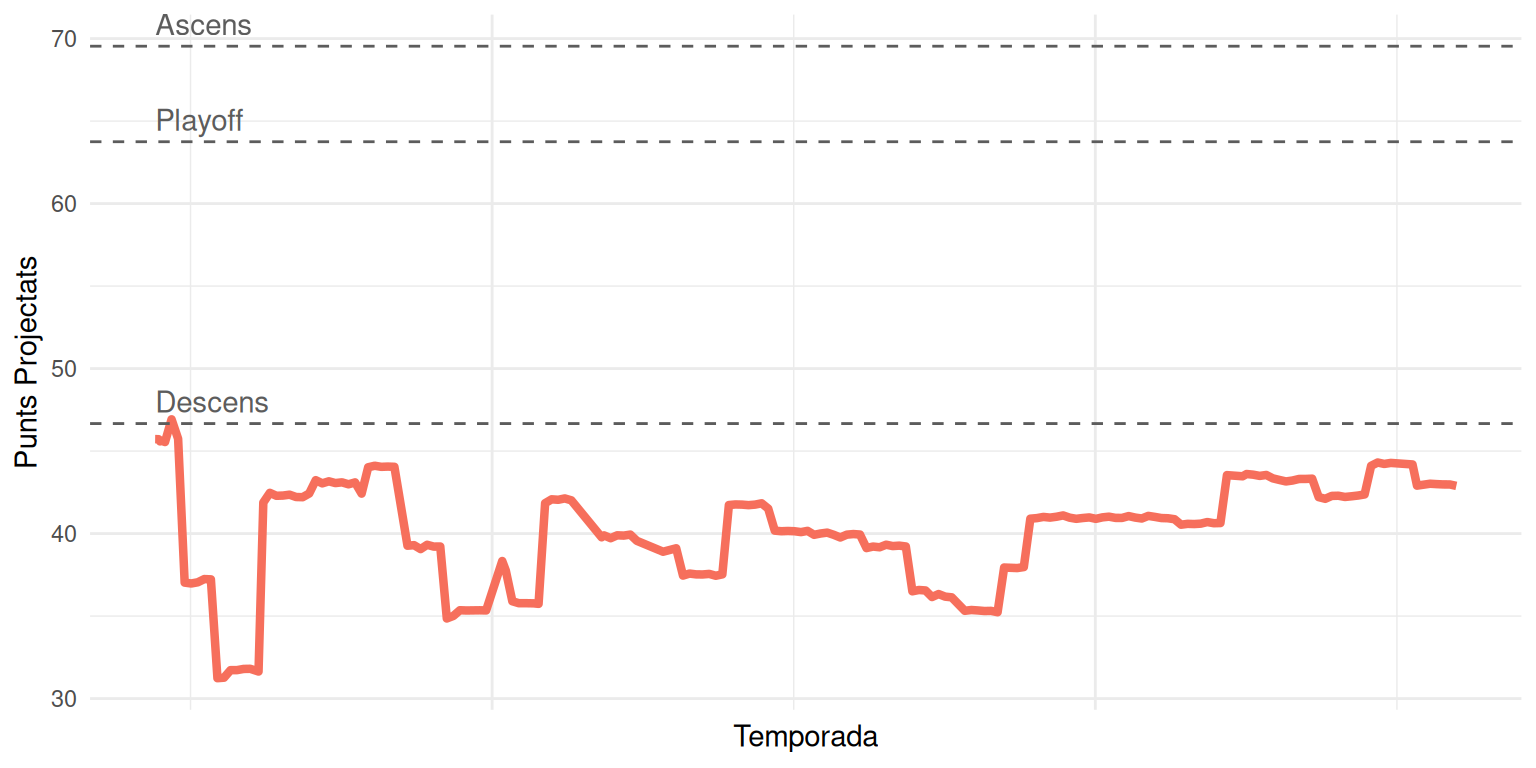 Ascens
70
Playoff
60
50
Descens
40
30
Punts Projectats
Temporada